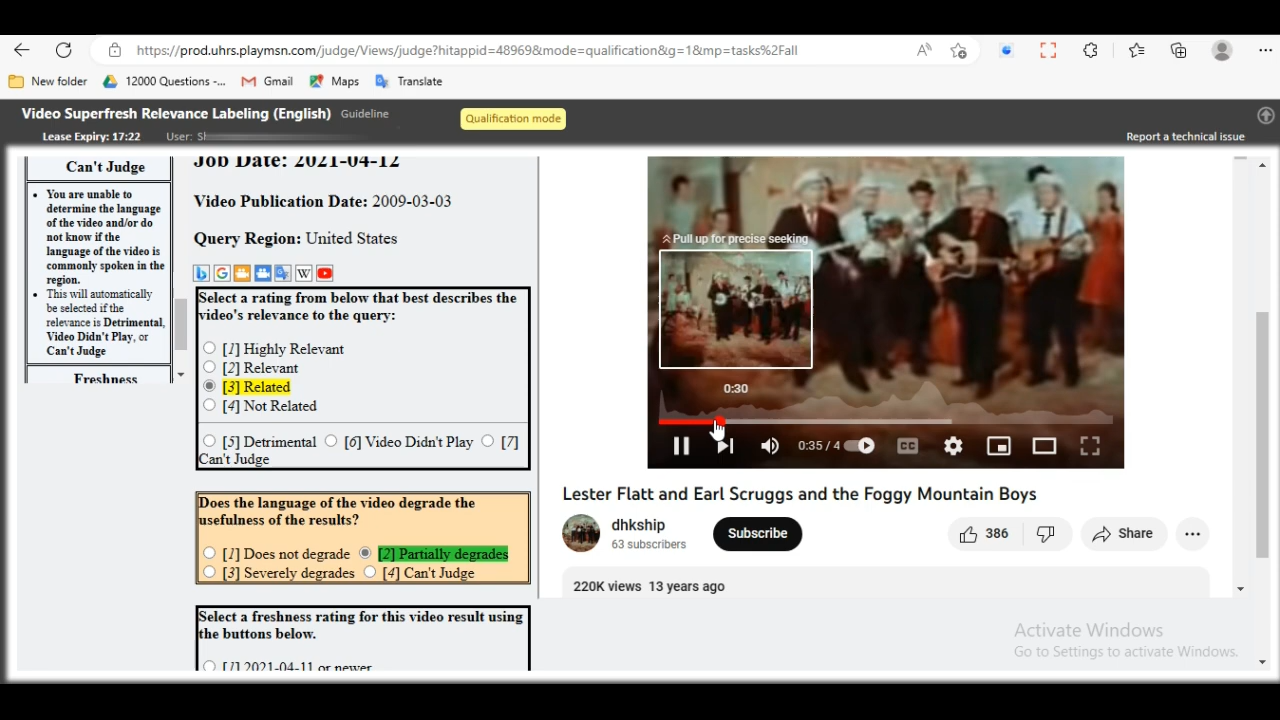 https://prod.uhrs.playmsn.com/judge/Views/judge?hitappid=48969&mode=qualification&g=1&mp=tasks%2Fall
New folder
12000 Questions -...
Gmail
Maps
Translate
Video Superfresh Relevance Labeling (English)
Guideline
Qualification mode
Lease Expiry: 17:22
User:
Report a technical issue
Can't Judge
• You are unable to
determine the language
of the video and/or do
not know if the
language of the video is
commonly spoken in the
region.
• This will automatically
be selected if the
relevance is Detrimental,
Video Didn't Play, or
Can't Judge
Freshness
Job Date: 2021-04-12
Video Publication Date: 2009-03-03
Query Region: United States
Select a rating from below that best describes the
video's relevance to the query:
[1] Highly Relevant
[2] Relevant
[3] Related
[4] Not Related
[5] Detrimental [6] Video Didn't Play [7]
Can't Judge
Does the language of the video degrade the
usefulness of the results?
[1] Does not degrade [2] Partially degrades
[3] Severely degrades [4] Can't Judge
Select a freshness rating for this video result using
the buttons below.
[1] 2021-04-11 or newer
Pull up for precise seeking
0:30
0:35 / 4
CC
Lester Flatt and Earl Scruggs and the Foggy Mountain Boys
dhkship
63 subscribers
Subscribe
386
Share
220K views 13 years ago
Activate Windows
Go to Settings to activate Windows.